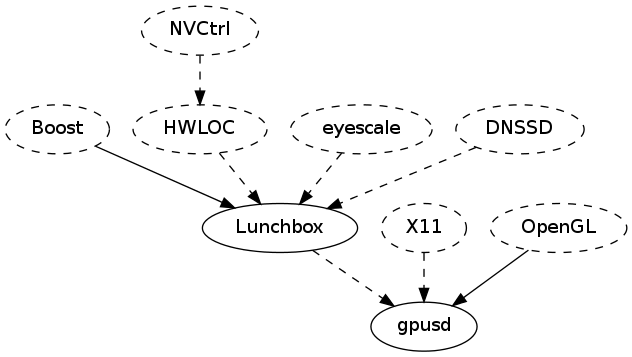 NVCtrl
Boost
HWLOC
eyescale
DNSSD
Lunchbox
X11
OpenGL
gpusd